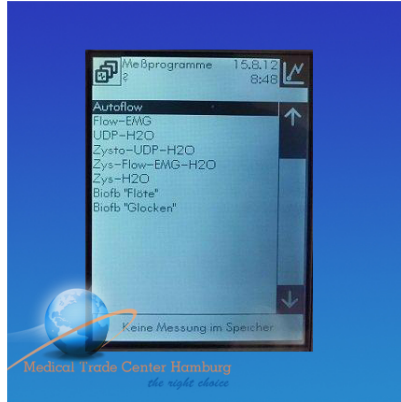 Meßprogramme 15.8.12
2 8:48
Autoflow
Flow-EMG
UDP-H2O
Zysto-UDP-H2O
Zys-Flow-EMG-H2O
Zys-H2O
Biofb "Flöte"
Biofb "Glocken"
Keine Messung im Speicher
Medical Trade Center Hamburg
the right choice